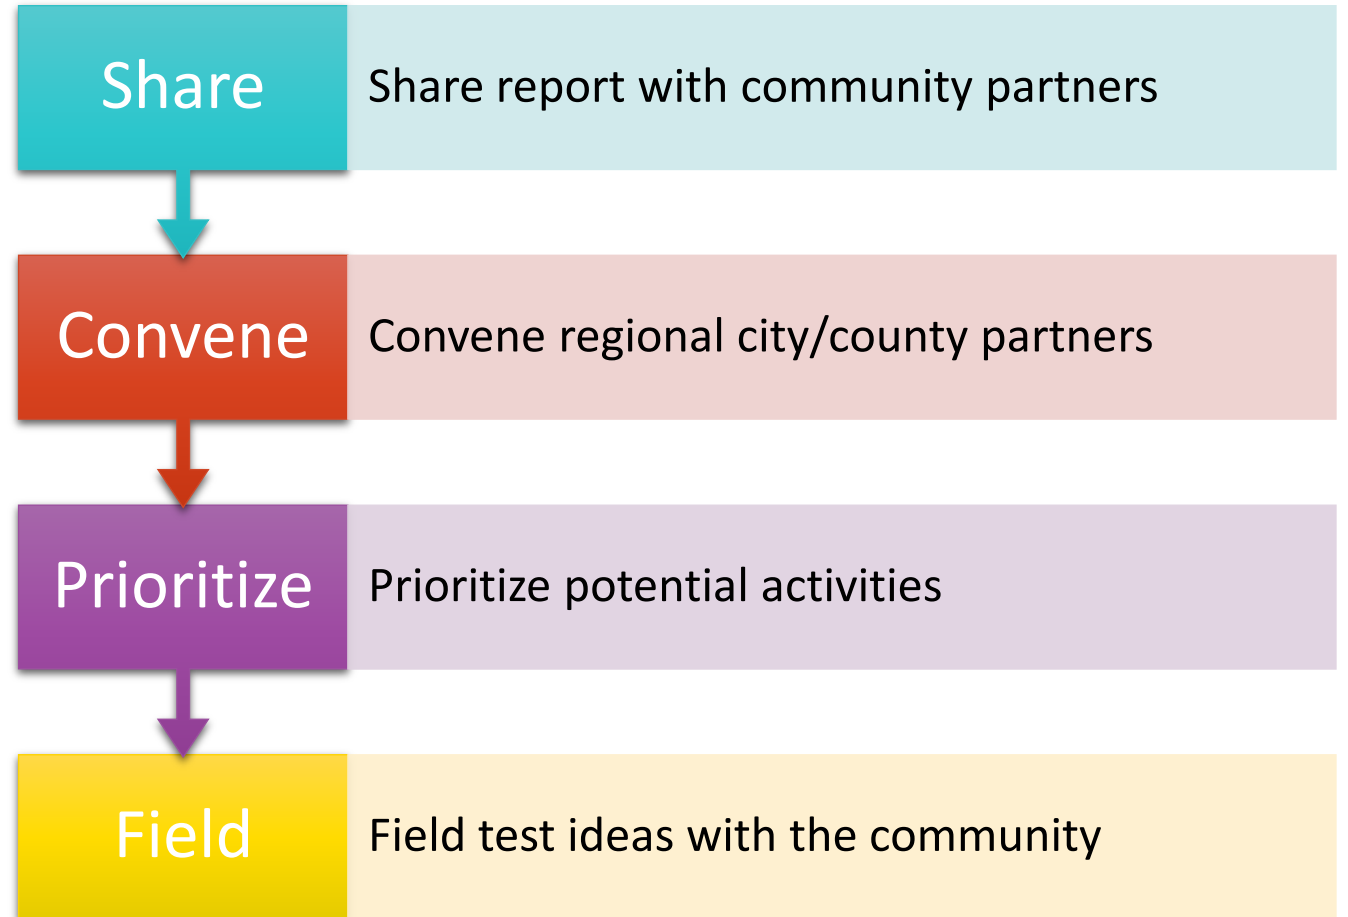 Share
Share report with community partners
Convene
Convene regional city/county partners
Prioritize
Prioritize potential activities
Field
Field test ideas with the community